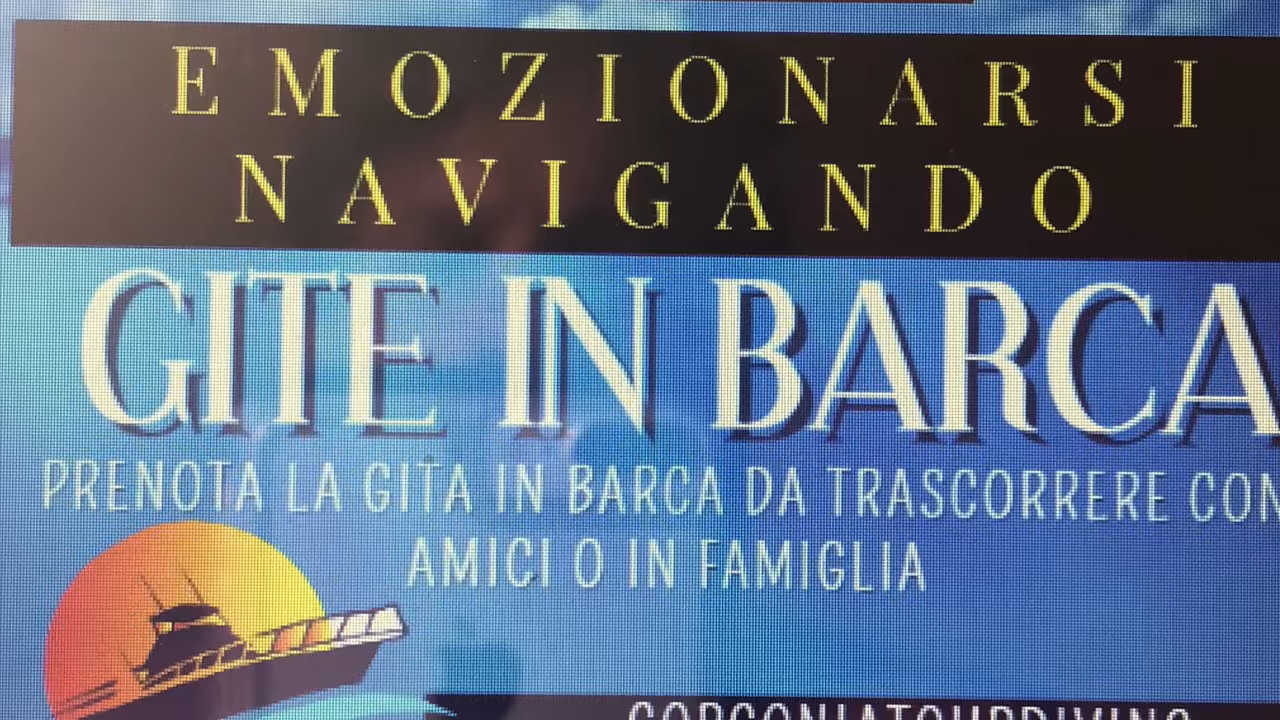 EMOZIONARSI
NAVIGANDO
GITE IN BARCA
PRENOTA LA GITA IN BARCA DA TRASCORRERE CON
AMICI O IN FAMIGLIA